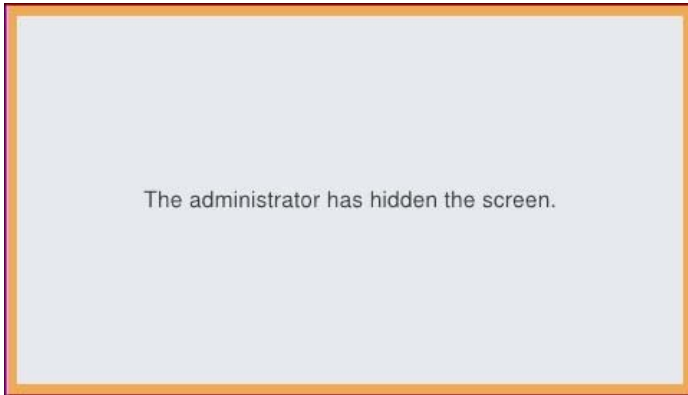 The administrator has hidden the screen.